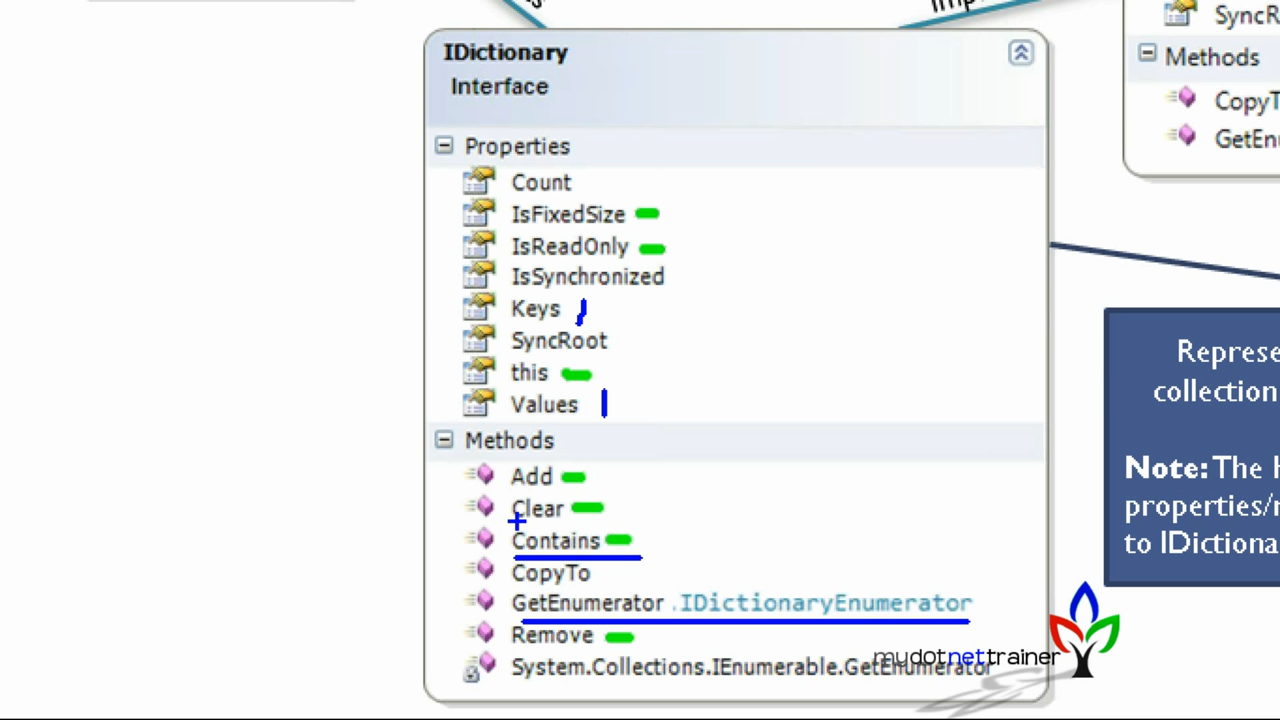 IDictionary
Interface
Properties
Count
IsFixedSize
IsReadOnly
IsSynchronized
Keys
SyncRoot
this
Values
Methods
Add
Clear
Contains
CopyTo
GetEnumerator .IDictionaryEnumerator
Remove
System.Collections.IEnumerable.GetEnumerator
SyncR
Methods
CopyT
GetEn
Represe
collection
Note: The
properties/
to IDictiona
mydotnettrainer